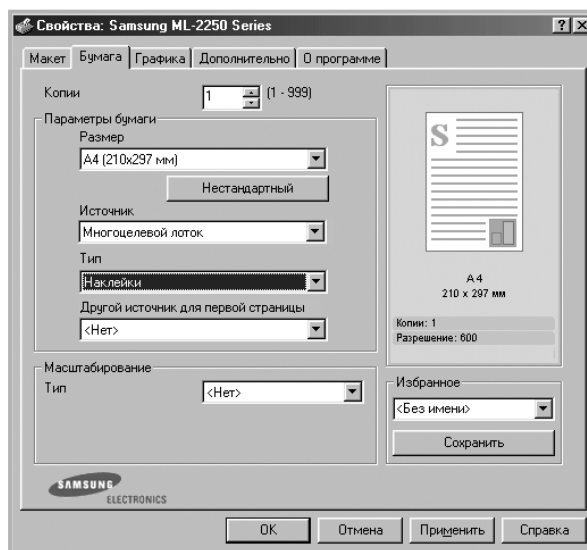 Свойства: Samsung ML-2250 Series
Макет Бумага Графика Дополнительно О программе
Копии 1 (1 - 999)
Параметры бумаги
Размер
A4 (210x297 мм)
Нестандартный
Источник
Многоцелевой лоток
Тип
Наклейки
Другой источник для первой страницы
<Нет>
Масштабирование
Тип <Нет>
S
A4
210 x 297 мм
Копии: 1
Разрешение: 600
Избранное
<Без имени>
Сохранить
SAMSUNG
ELECTRONICS
OK Отмена Применить Справка